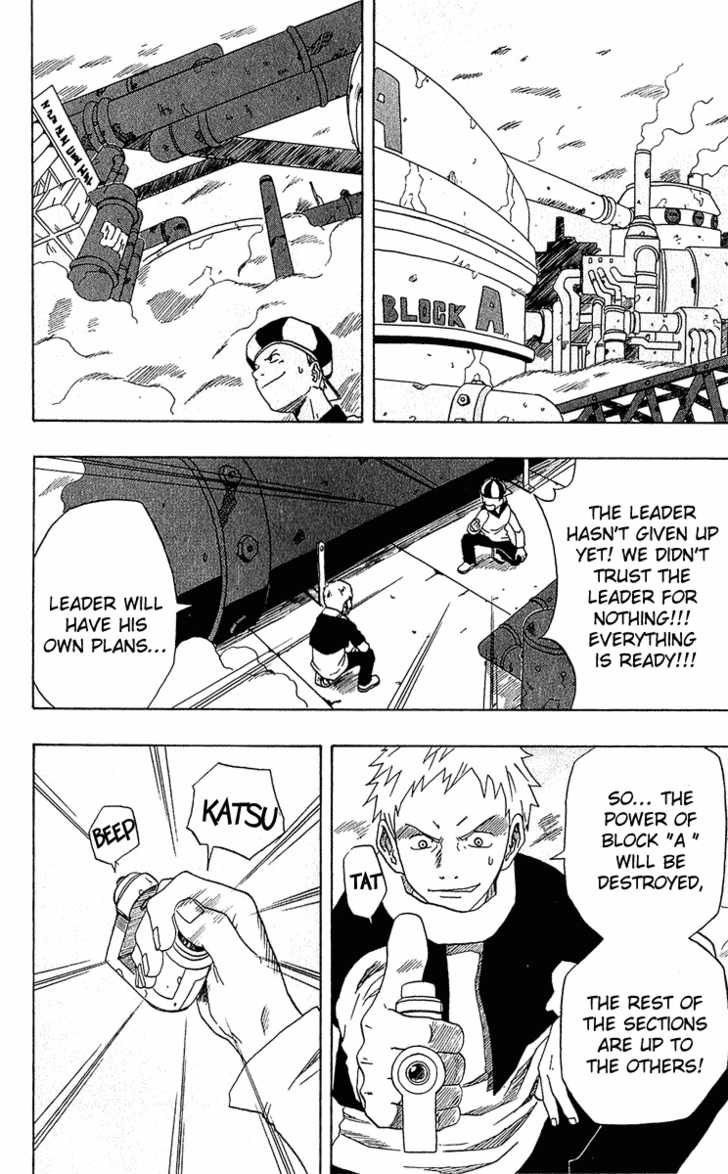 A
BLOCK A
THE LEADER
HASN'T GIVEN UP
YET! WE DIDN'T
TRUST THE
LEADER FOR
NOTHING!!!
EVERYTHING
IS READY!!!
LEADER WILL
HAVE HIS
OWN PLANS...
SO... THE
POWER OF
BLOCK "A "
WILL BE
DESTROYED,
TAT
THE REST OF
THE SECTIONS
ARE UP TO
THE OTHERS!
KATSU
BEEP